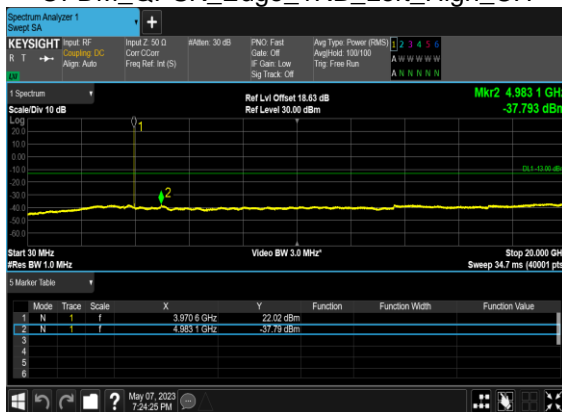 Spectrum Analyzer 1
Swept SA
+
KEYSIGHT Input: RF Input Z: 50 Ω #Atten: 30 dB PNO: Fast Avg Type: Power (RMS) 1 2 3 4 5 6
R T Coupling: DC Corr CCorr Gate: Off Avg|Hold: 100/100 A W W W W W
Align: Auto Freq Ref: Int (S) IF Gain: Low Trig: Free Run A N N N N N
Sig Track: Off
LU
1 Spectrum Ref Lvl Offset 18.63 dB Mkr2 4.983 1 GH
Scale/Div 10 dB Ref Level 30.00 dBm -37.793 dBm
Log
20.0
10.0
0.00
-10.0
-20.0
-30.0
-40.0
-50.0
-60.0
1
2
DL1 -13.00 dB
Start 30 MHz Video BW 3.0 MHz* Stop 20.000 GH
#Res BW 1.0 MHz Sweep 34.7 ms (40001 pts
5 Marker Table
Mode Trace Scale X Y Function Function Width Function Value
1 N 1 f 3.970 6 GHz 22.02 dBm
2 N 1 f 4.983 1 GHz -37.79 dBm
3
4
5
6
? May 07, 2023
7:24:25 PM